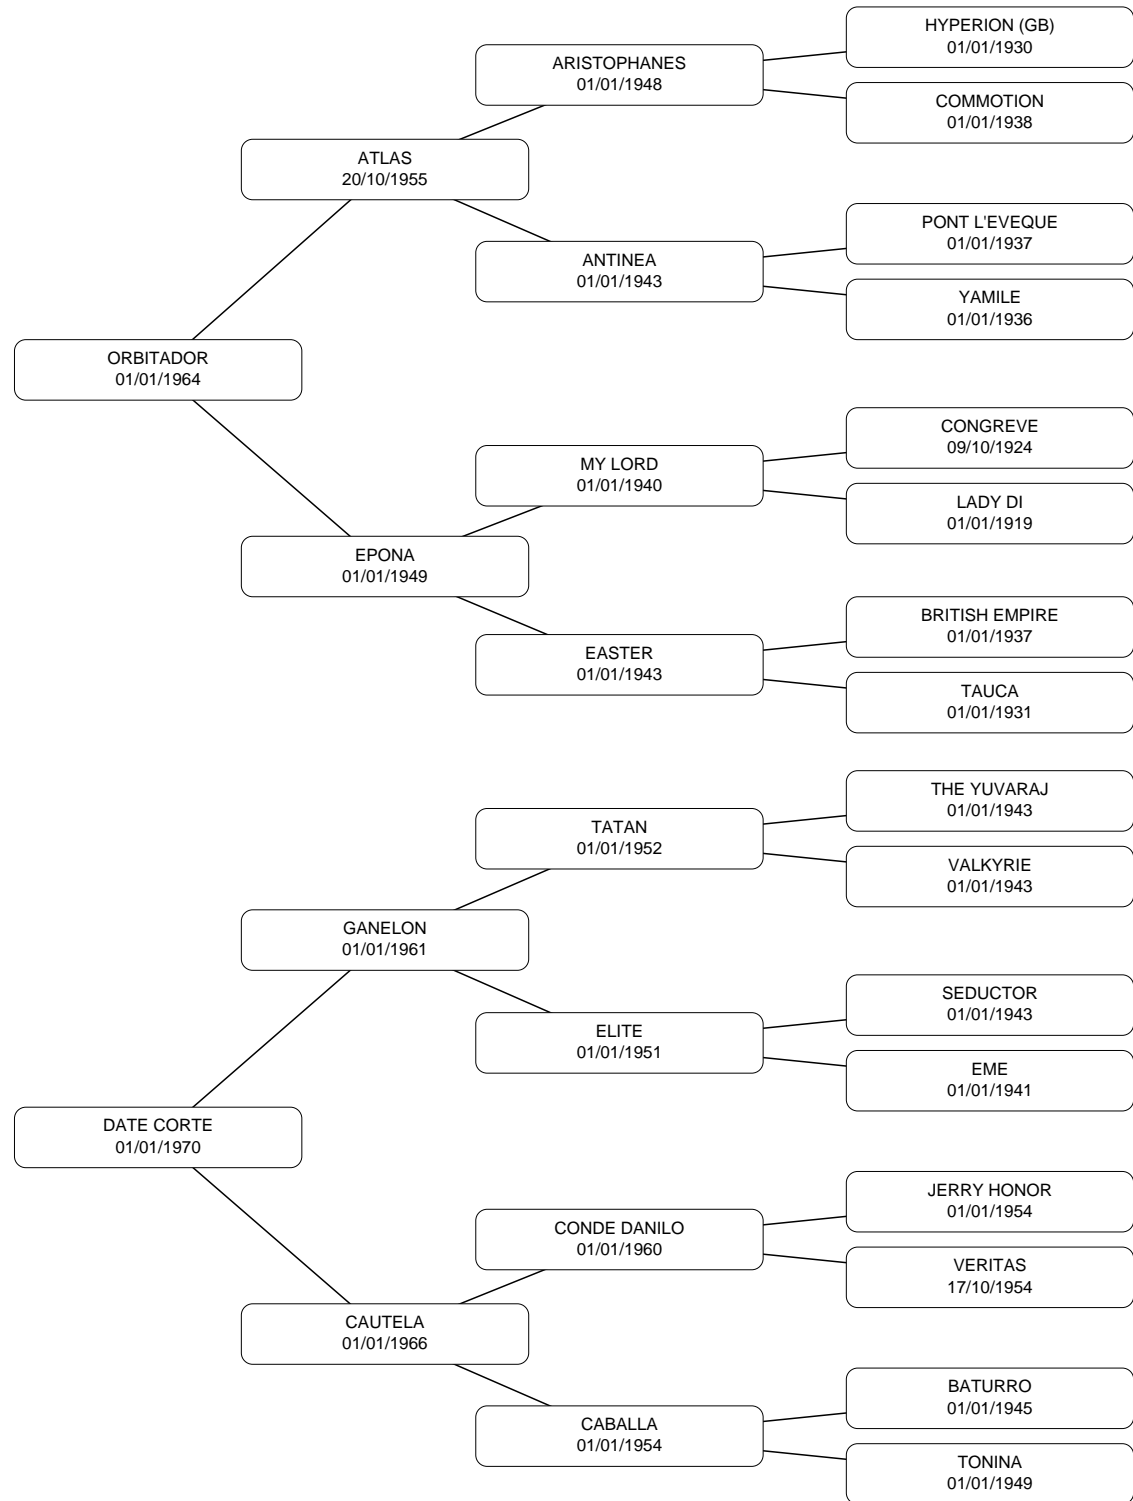 HYPERION (GB)
01/01/1930
ARISTOPHANES
01/01/1948
COMMOTION
01/01/1938
ATLAS
20/10/1955
PONT L'EVEQUE
01/01/1937
ANTINEA
01/01/1943
YAMILE
01/01/1936
ORBITADOR
01/01/1964
CONGREVE
09/10/1924
MY LORD
01/01/1940
LADY DI
01/01/1919
EPONA
01/01/1949
BRITISH EMPIRE
01/01/1937
EASTER
01/01/1943
TAUCA
01/01/1931
THE YUVARAJ
01/01/1943
TATAN
01/01/1952
VALKYRIE
01/01/1943
GANELON
01/01/1961
SEDUCTOR
01/01/1943
ELITE
01/01/1951
EME
01/01/1941
DATE CORTE
01/01/1970
JERRY HONOR
01/01/1954
CONDE DANILO
01/01/1960
VERITAS
17/10/1954
CAUTELA
01/01/1966
BATURRO
01/01/1945
CABALLA
01/01/1954
TONINA
01/01/1949